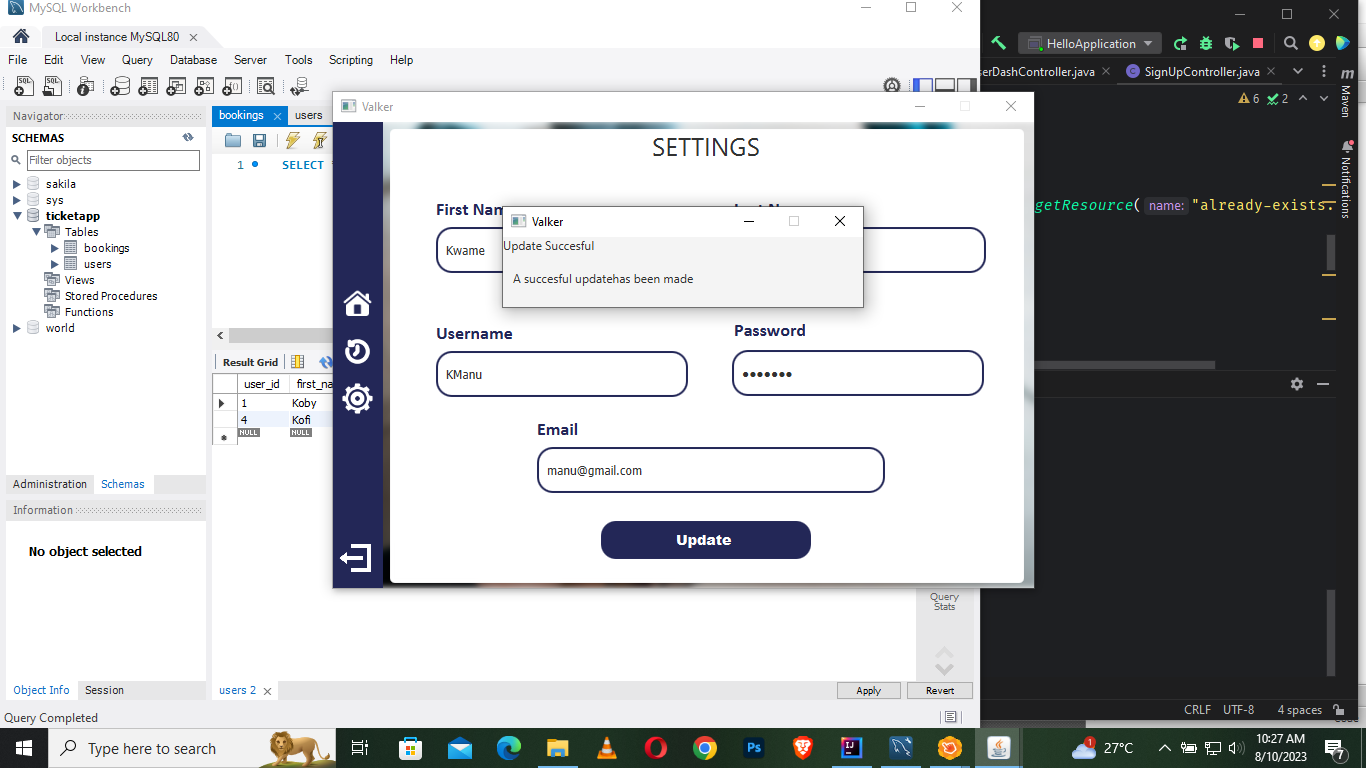 MySQL Workbench
Local instance MySQL80
File Edit View Query Database Server Tools Scripting Help
Navigator
SCHEMAS
Filter objects
sakila
sys
ticketapp
Tables
bookings
users
Views
Stored Procedures
Functions
world
Administration Schemas
Information
No object selected
Object Info Session
Query Completed
bookings users
1 SELECT
Result Grid
user_id first_na
1 Koby
4 Kofi
NULL NULL
users 2
Query
Stats
Apply Revert
Valker
SETTINGS
First Nam
Kwame
Valker
Update Succesful
A succesful updatehas been made
Username Password
KManu
Email
manu@gmail.com
Update
HelloApplication
serDashController.java SignUpController.java
6 2
Maven
Notifications
getResource( name: "already-exists.
CRLF UTF-8 4 spaces
Type here to search
27°C
10:27 AM
8/10/2023
7